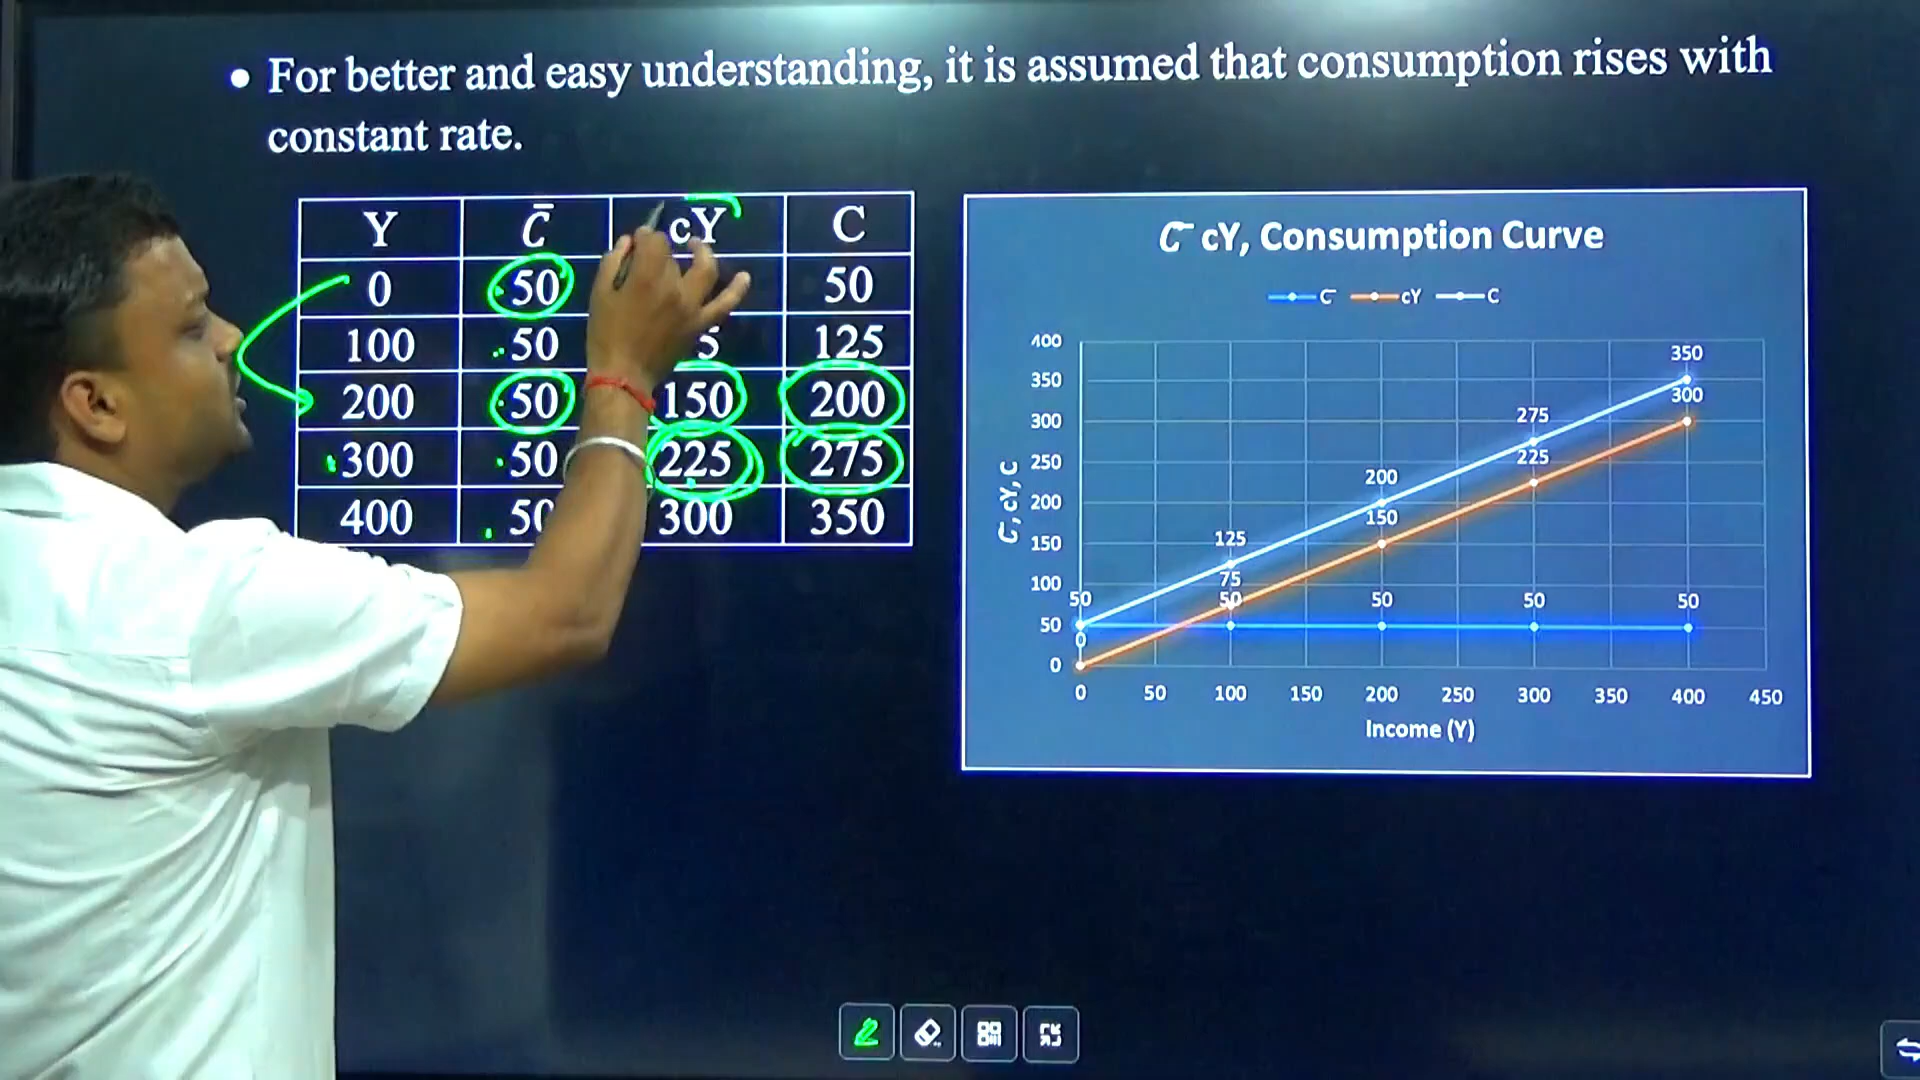 • For better and easy understanding, it is assumed that consumption rises with
constant rate.
Y C̄ cY C
0 50 50
100 50 5 125
200 50 150 200
300 50 225 275
400 50 300 350
C̄ cY, Consumption Curve
C̄ cY C
400
350
300
250
200
150
100
50
0
C̄, cY, C
350
300
275
225
200
150
125
75
50 50 50 50 50
0
0 50 100 150 200 250 300 350 400 450
Income (Y)